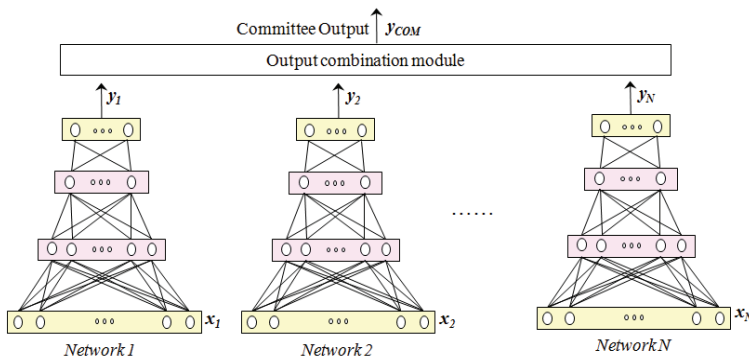 Committee Output y_COM
Output combination module
y_1 y_2 y_N
......
x_1 x_2 x_N
Network 1 Network 2 Network N